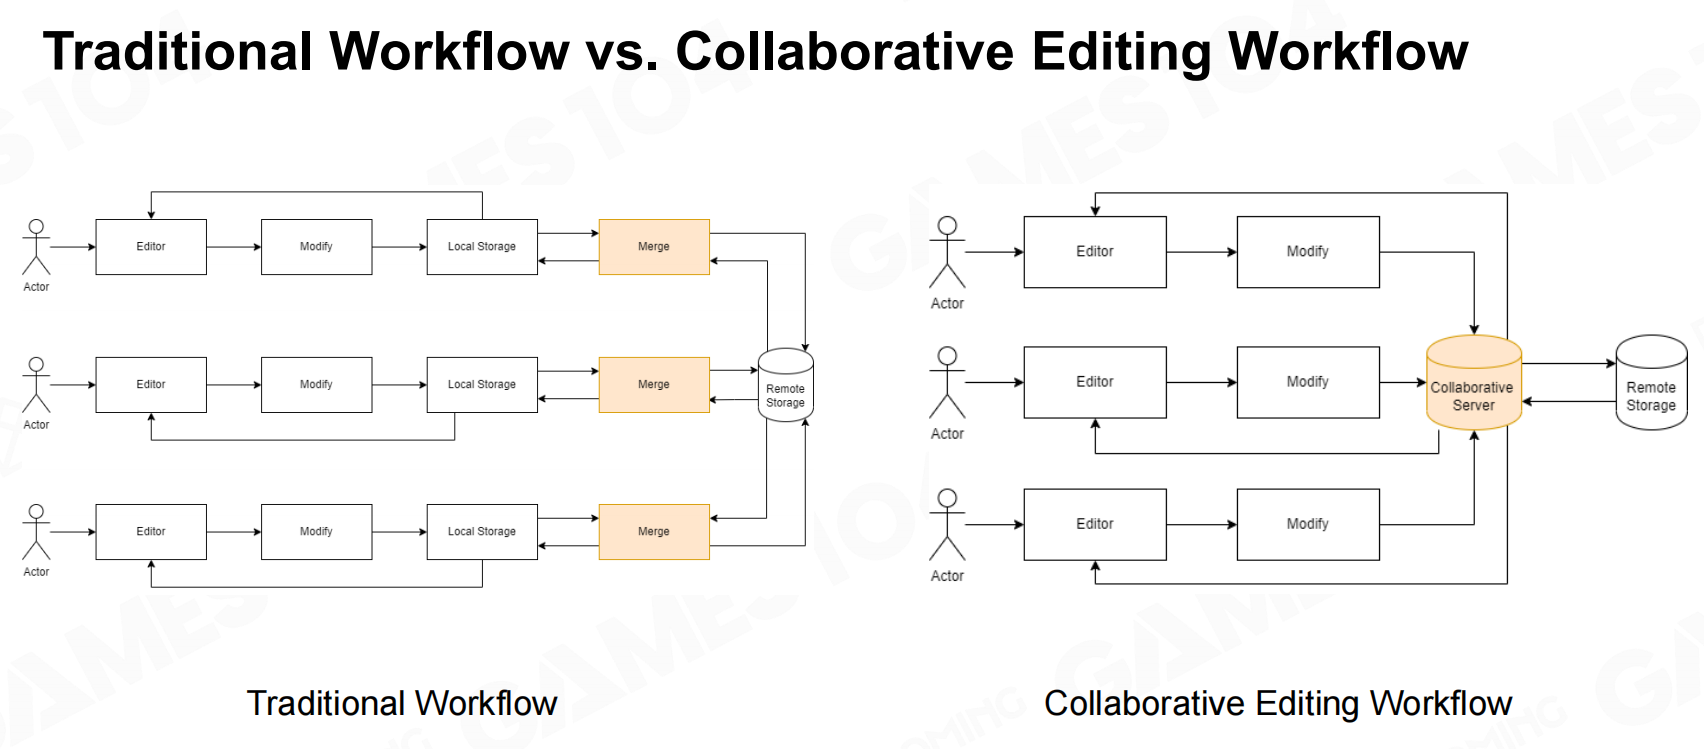 Traditional Workflow vs. Collaborative Editing Workflow
Editor
Modify
Local Storage
Merge
Actor
Editor
Modify
Local Storage
Merge
Actor
Remote
Storage
Editor
Modify
Local Storage
Merge
Actor
Traditional Workflow
Editor
Modify
Actor
Editor
Modify
Actor
Collaborative
Server
Remote
Storage
Editor
Modify
Actor
Collaborative Editing Workflow
GAMES 104